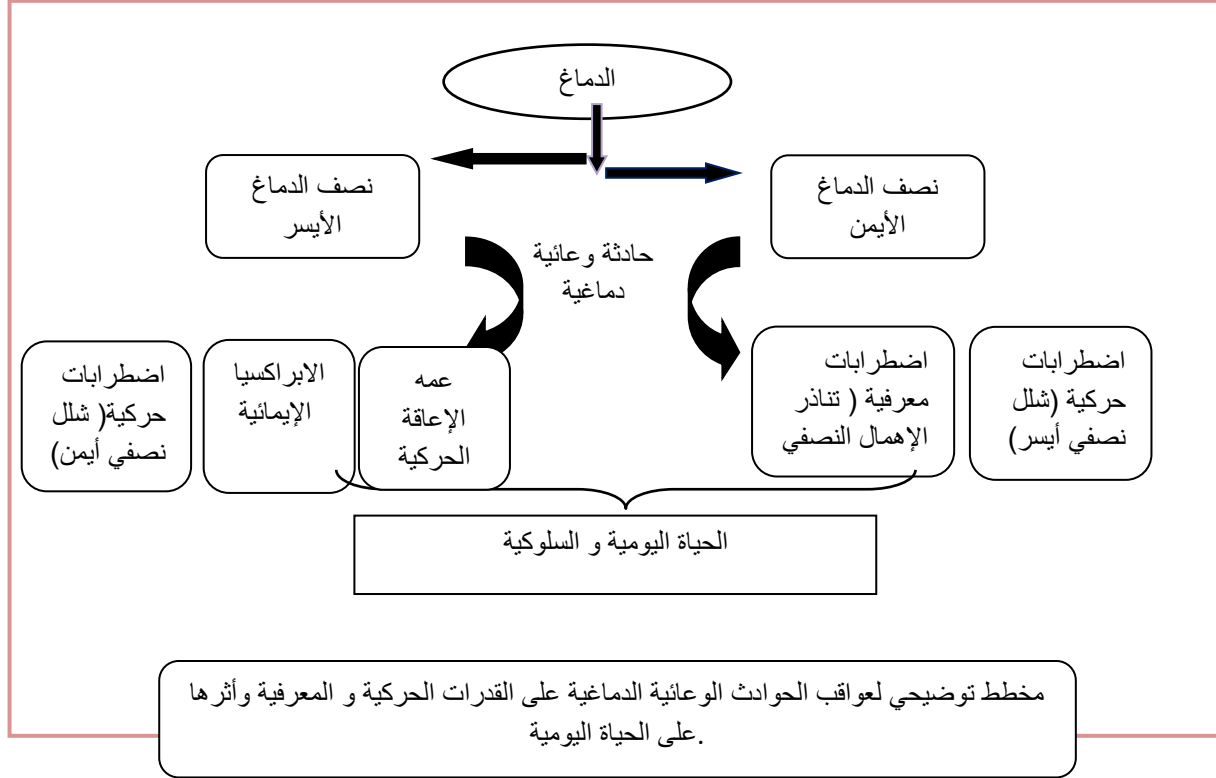 الدماغ
نصف الدماغ
الأيمن
نصف الدماغ
الأيسر
حادثة وعائية
دماغية
اضطرابات
حركية (شلل
نصفي أيسر)
اضطرابات
معرفية ( تناذر
الإهمال النصفي
عمه
الإعاقة
الحركية
الابراكسيا
الإيمائية
اضطرابات
حركية( شلل
نصفي أيمن)
الحياة اليومية و السلوكية
مخطط توضيحي لعواقب الحوادث الوعائية الدماغية على القدرات الحركية و المعرفية وأثرها
على الحياة اليومية.